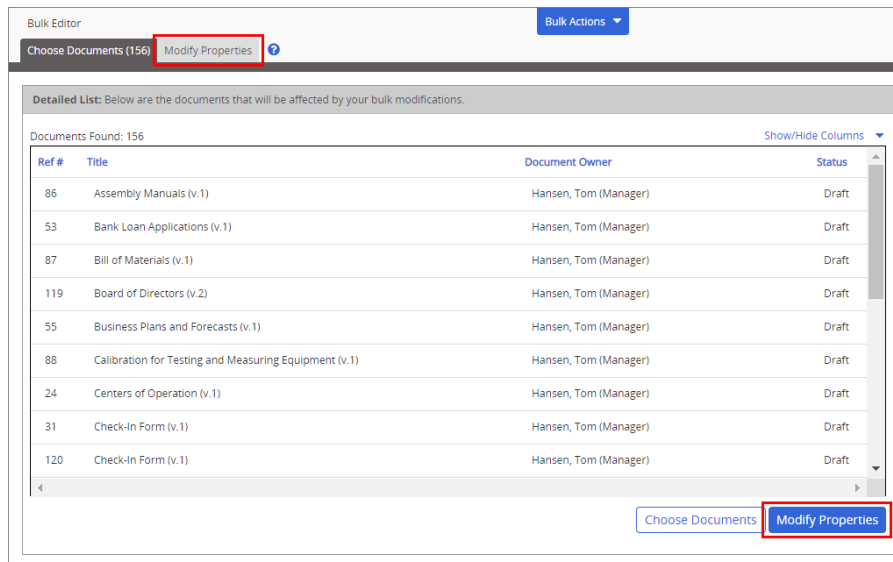 Bulk Editor
Bulk Actions
Choose Documents (156) Modify Properties ?
Detailed List: Below are the documents that will be affected by your bulk modifications.
Documents Found: 156 Show/Hide Columns
Ref # Title Document Owner Status
86 Assembly Manuals (v.1) Hansen, Tom (Manager) Draft
53 Bank Loan Applications (v.1) Hansen, Tom (Manager) Draft
87 Bill of Materials (v.1) Hansen, Tom (Manager) Draft
119 Board of Directors (v.2) Hansen, Tom (Manager) Draft
55 Business Plans and Forecasts (v.1) Hansen, Tom (Manager) Draft
88 Calibration for Testing and Measuring Equipment (v.1) Hansen, Tom (Manager) Draft
24 Centers of Operation (v.1) Hansen, Tom (Manager) Draft
31 Check-In Form (v.1) Hansen, Tom (Manager) Draft
120 Check-In Form (v.1) Hansen, Tom (Manager) Draft
Choose Documents Modify Properties